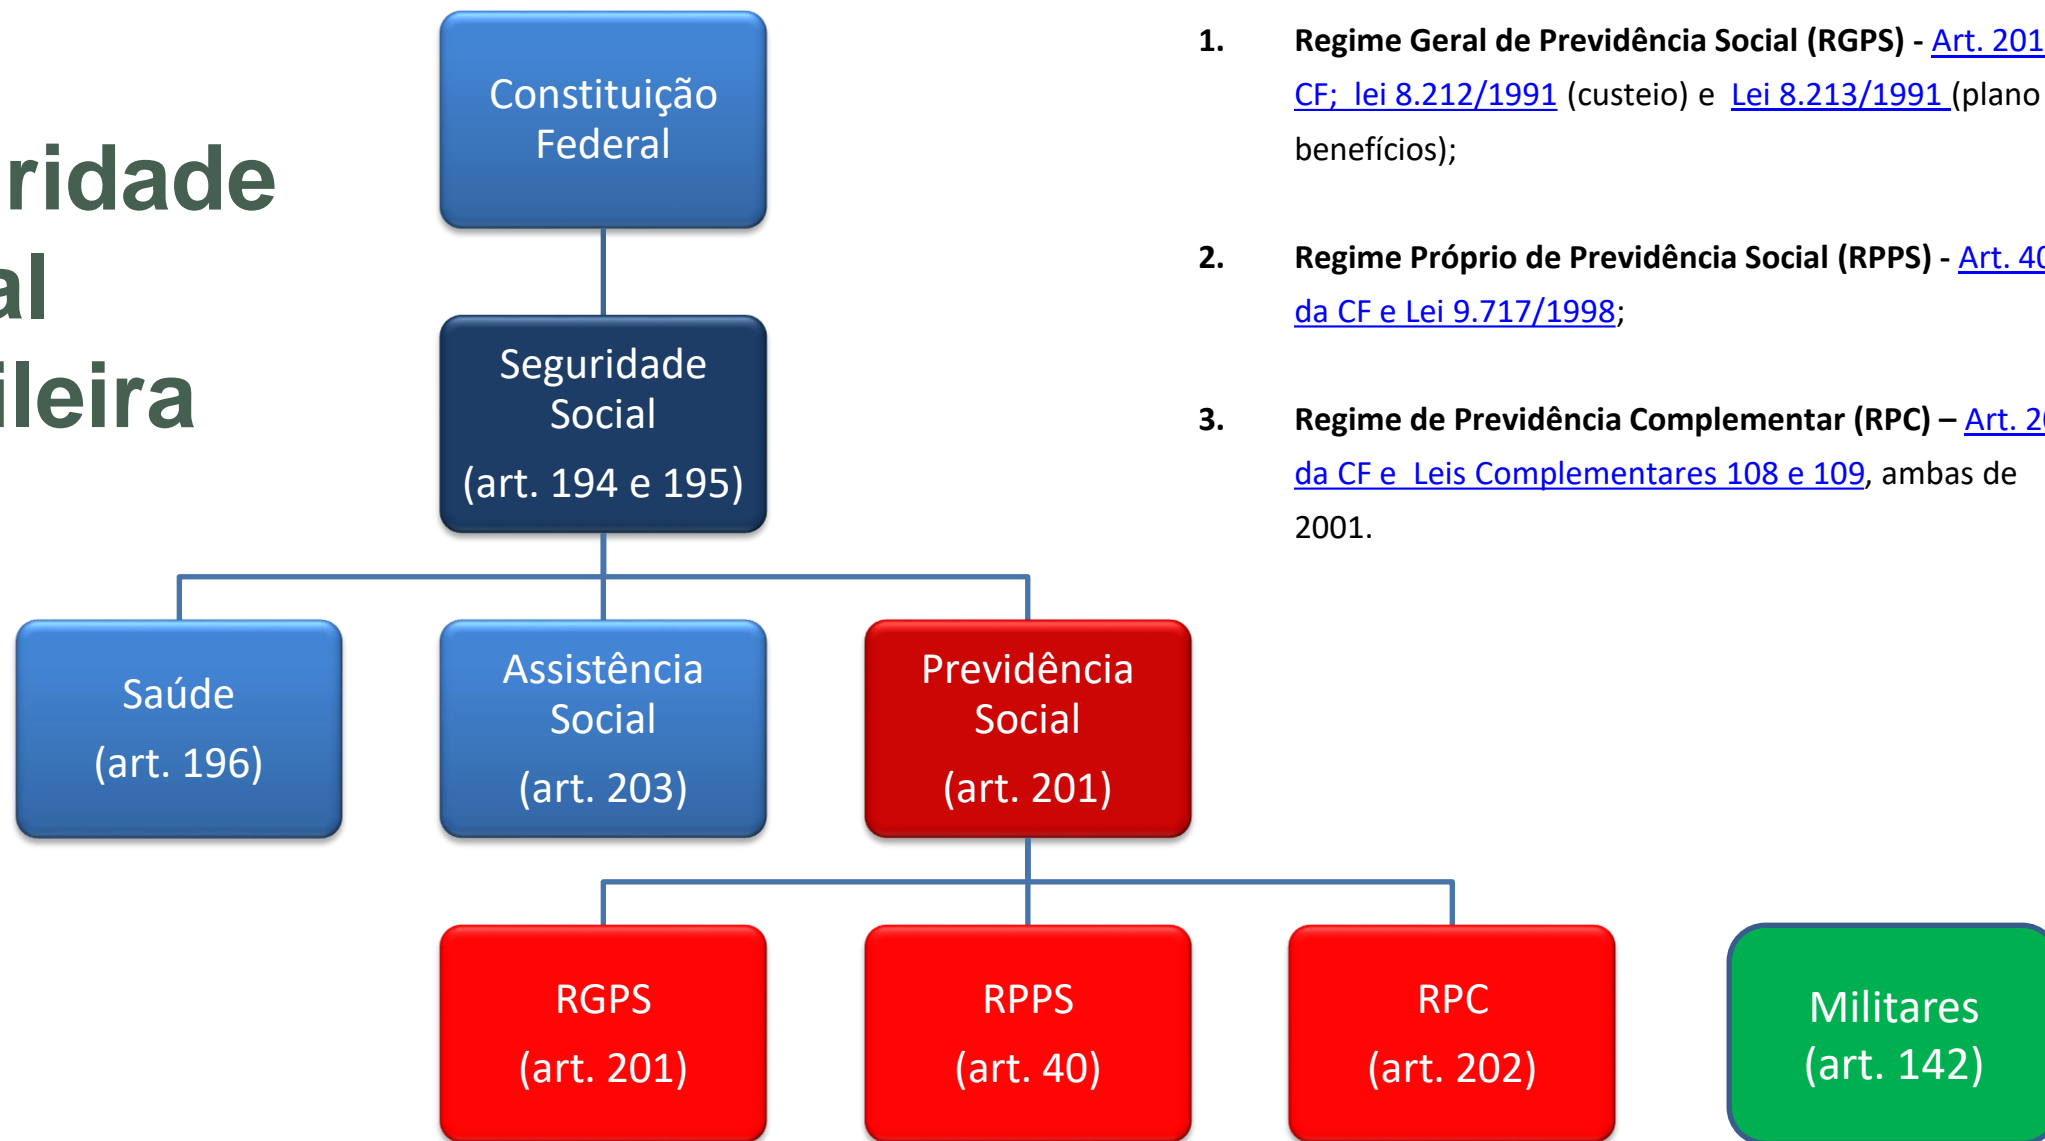 ridade
al
ileira
Constituição
Federal
Seguridade
Social
(art. 194 e 195)
Saúde
(art. 196)
Assistência
Social
(art. 203)
Previdência
Social
(art. 201)
RGPS
(art. 201)
RPPS
(art. 40)
RPC
(art. 202)
Militares
(art. 142)
1. Regime Geral de Previdência Social (RGPS) - Art. 201
CF; lei 8.212/1991 (custeio) e Lei 8.213/1991 (plano
benefícios);
2. Regime Próprio de Previdência Social (RPPS) - Art. 40
da CF e Lei 9.717/1998;
3. Regime de Previdência Complementar (RPC) – Art. 20
da CF e Leis Complementares 108 e 109, ambas de
2001.